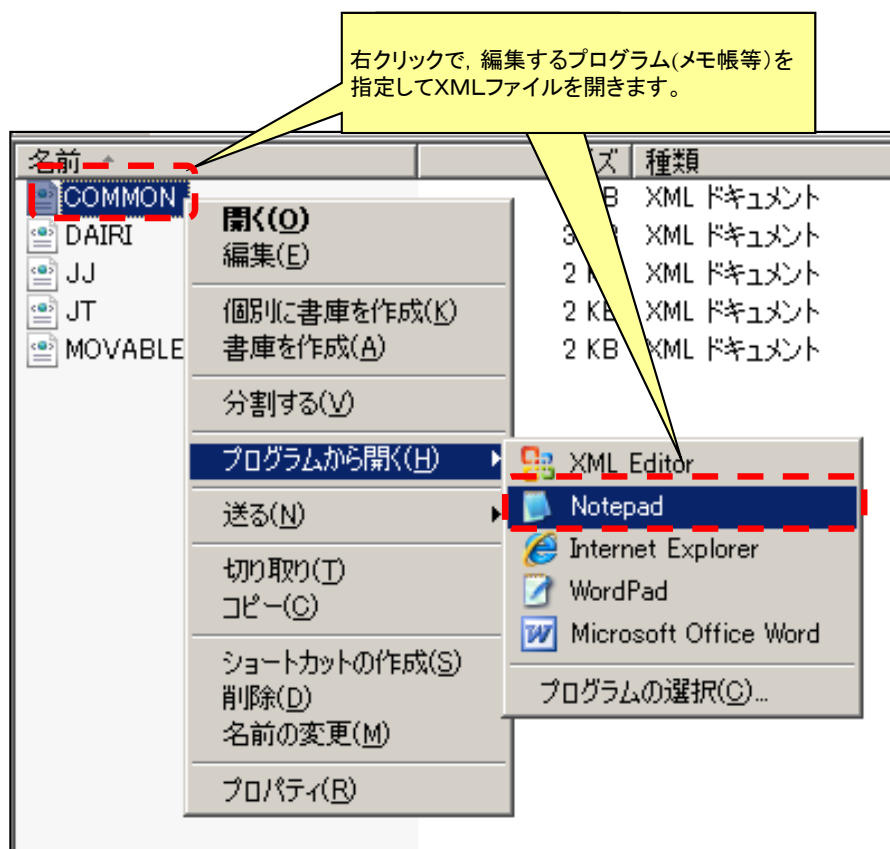 右クリックで，編集するプログラム(メモ帳等)を
指定してXMLファイルを開きます。
名前 ズ 種類
COMMON B XML ドキュメント
DAIRI 3 B XML ドキュメント
JJ 2 K XML ドキュメント
JT 2 KB XML ドキュメント
MOVABLE 2 KB XML ドキュメント
開く(O)
編集(E)
個別に書庫を作成(K)
書庫を作成(A)
分割する(V)
プログラムから開く(H)
送る(N)
切り取り(T)
コピー(C)
ショートカットの作成(S)
削除(D)
名前の変更(M)
プロパティ(R)
XML Editor
Notepad
Internet Explorer
WordPad
Microsoft Office Word
プログラムの選択(C)...